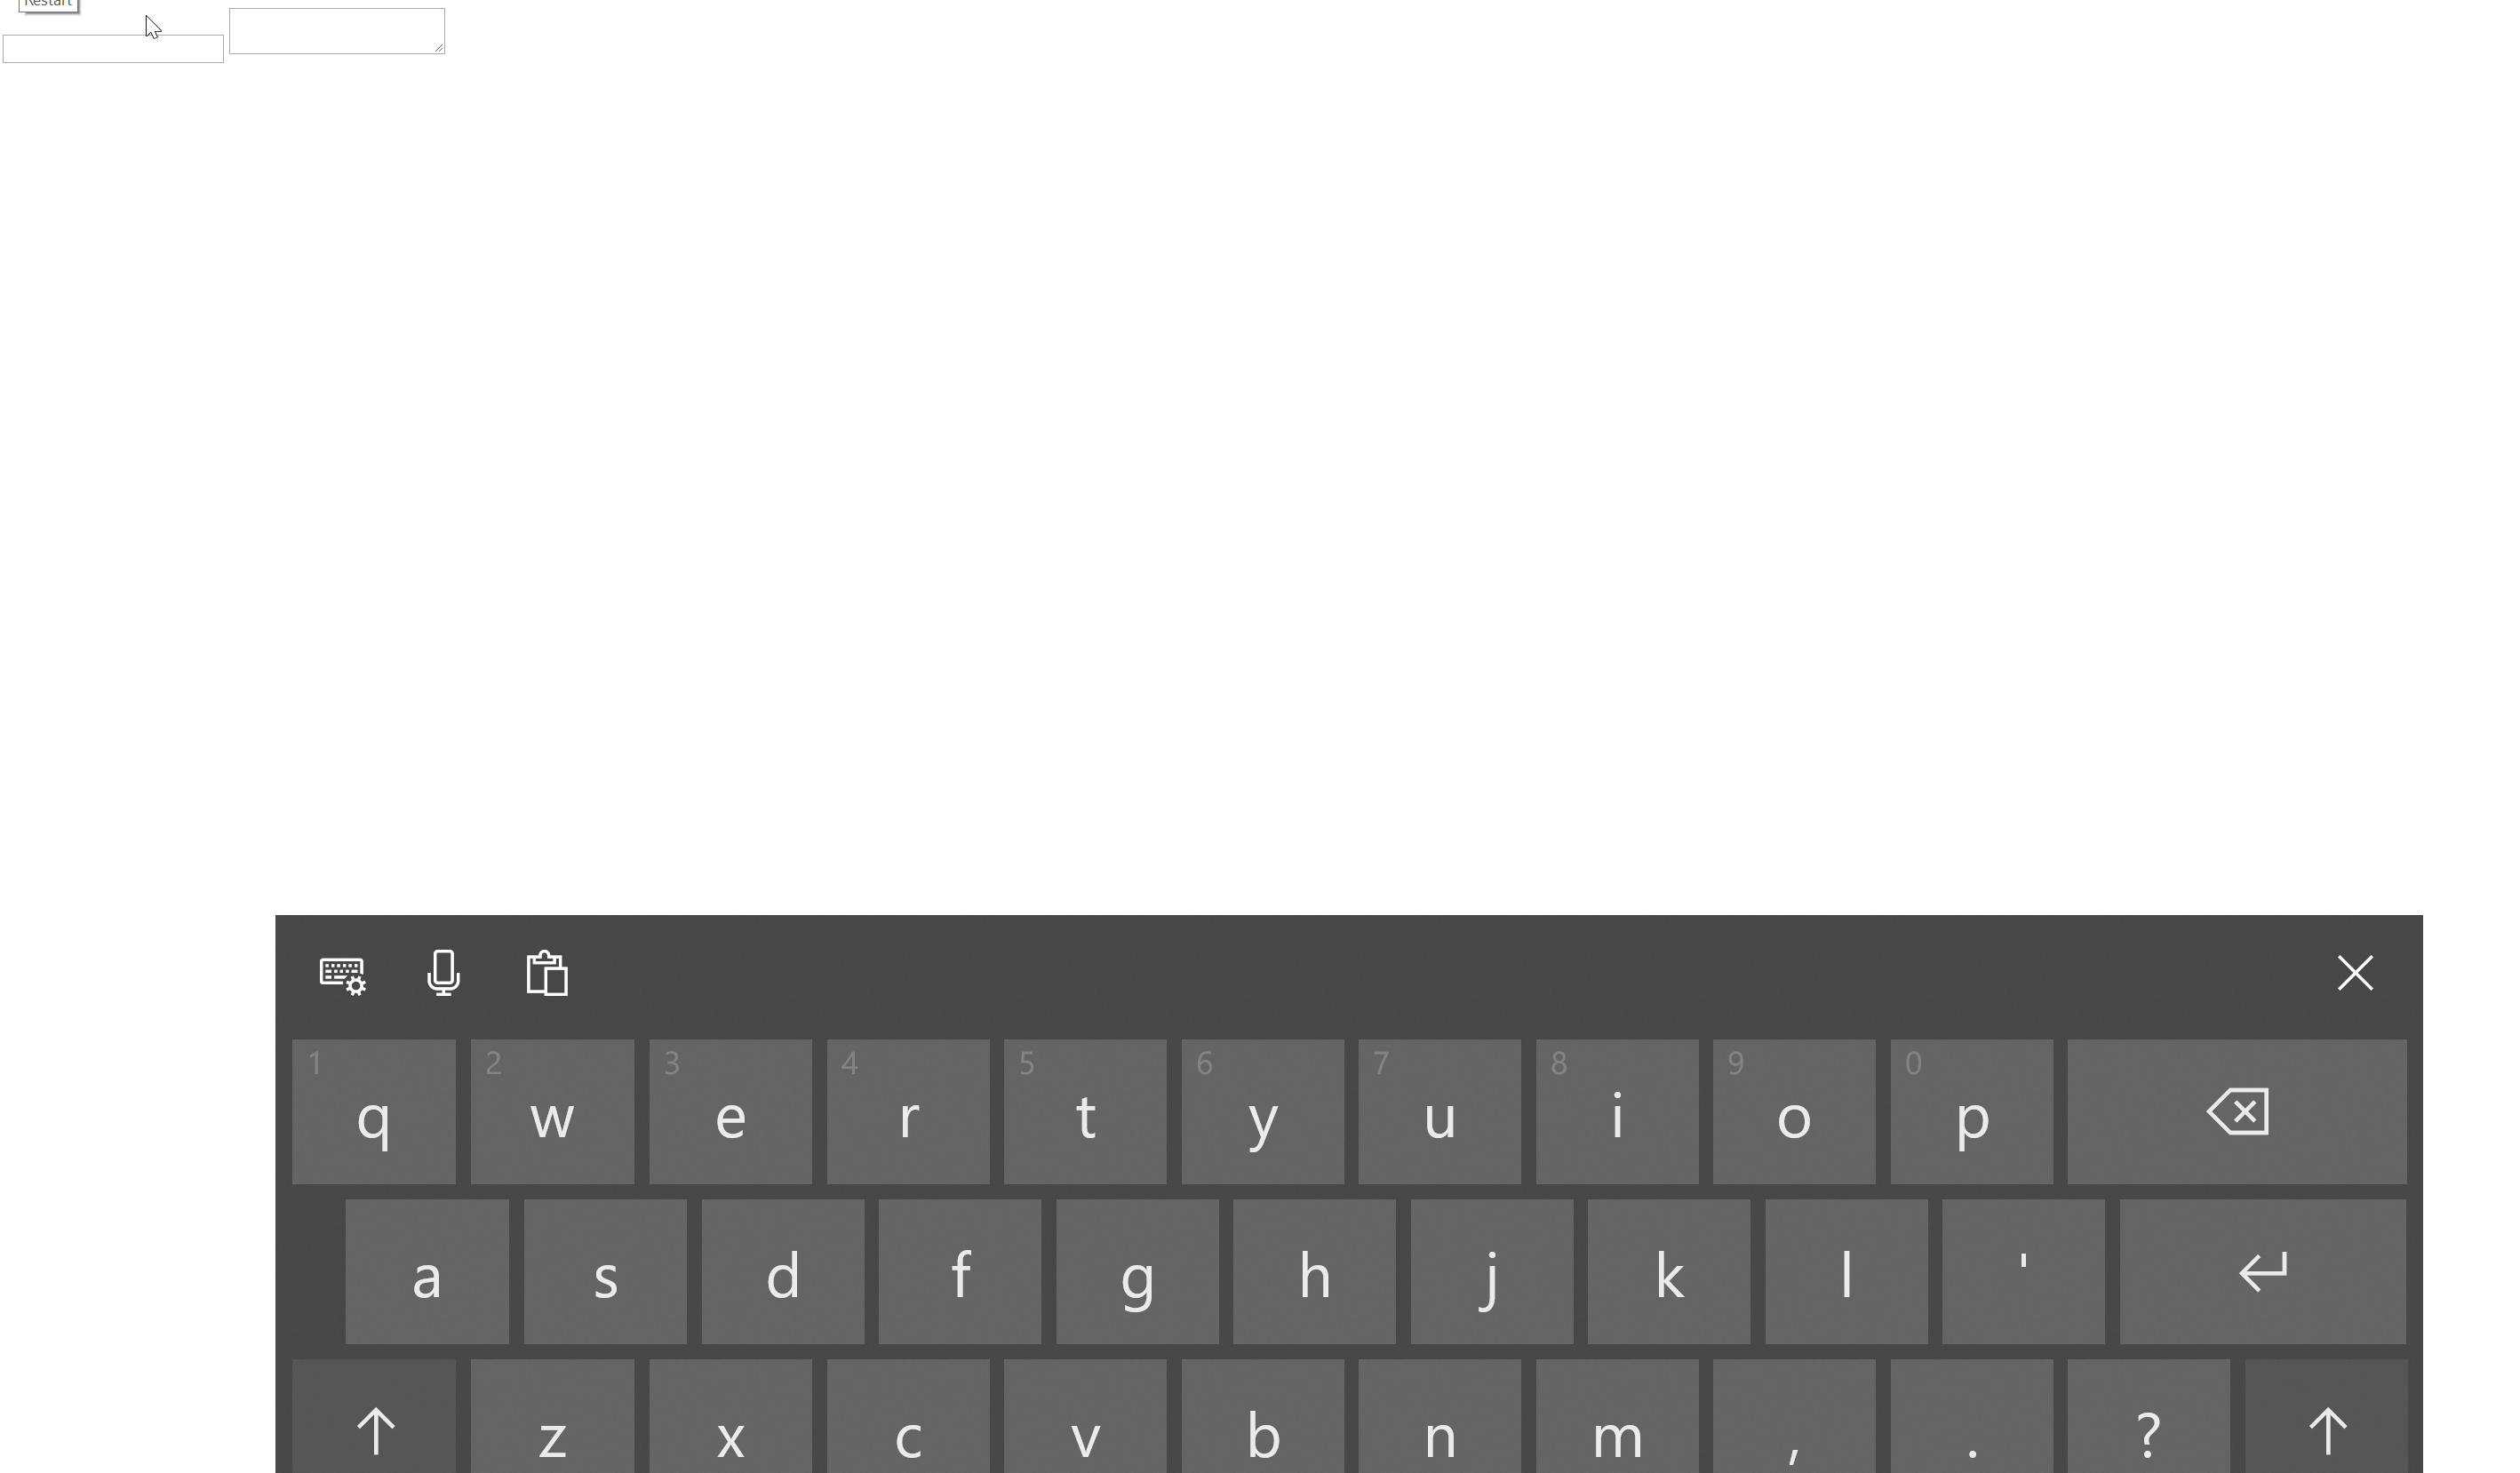 Restart
1 2 3 4 5 6 7 8 9 0
q w e r t y u i o p
a s d f g h j k l '
z x c v b n m , . ?